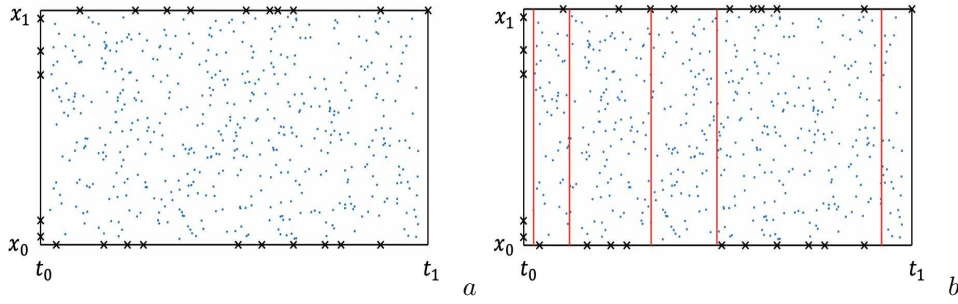 x₁ x₁
x₀ x₀
t₀ t₁ t₀ t₁
a b